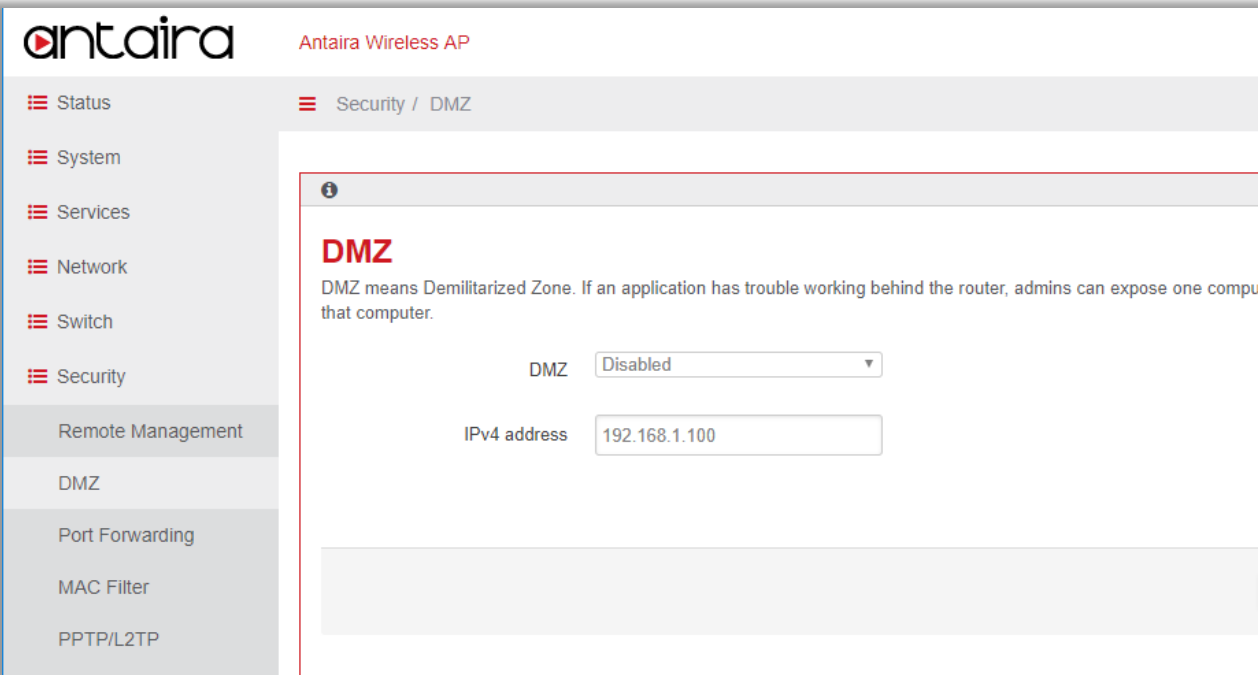 antaira
Antaira Wireless AP
Status
System
Services
Network
Switch
Security
Remote Management
DMZ
Port Forwarding
MAC Filter
PPTP/L2TP
Security / DMZ
DMZ
DMZ means Demilitarized Zone. If an application has trouble working behind the router, admins can expose one compu
that computer.
DMZ Disabled
IPv4 address 192.168.1.100